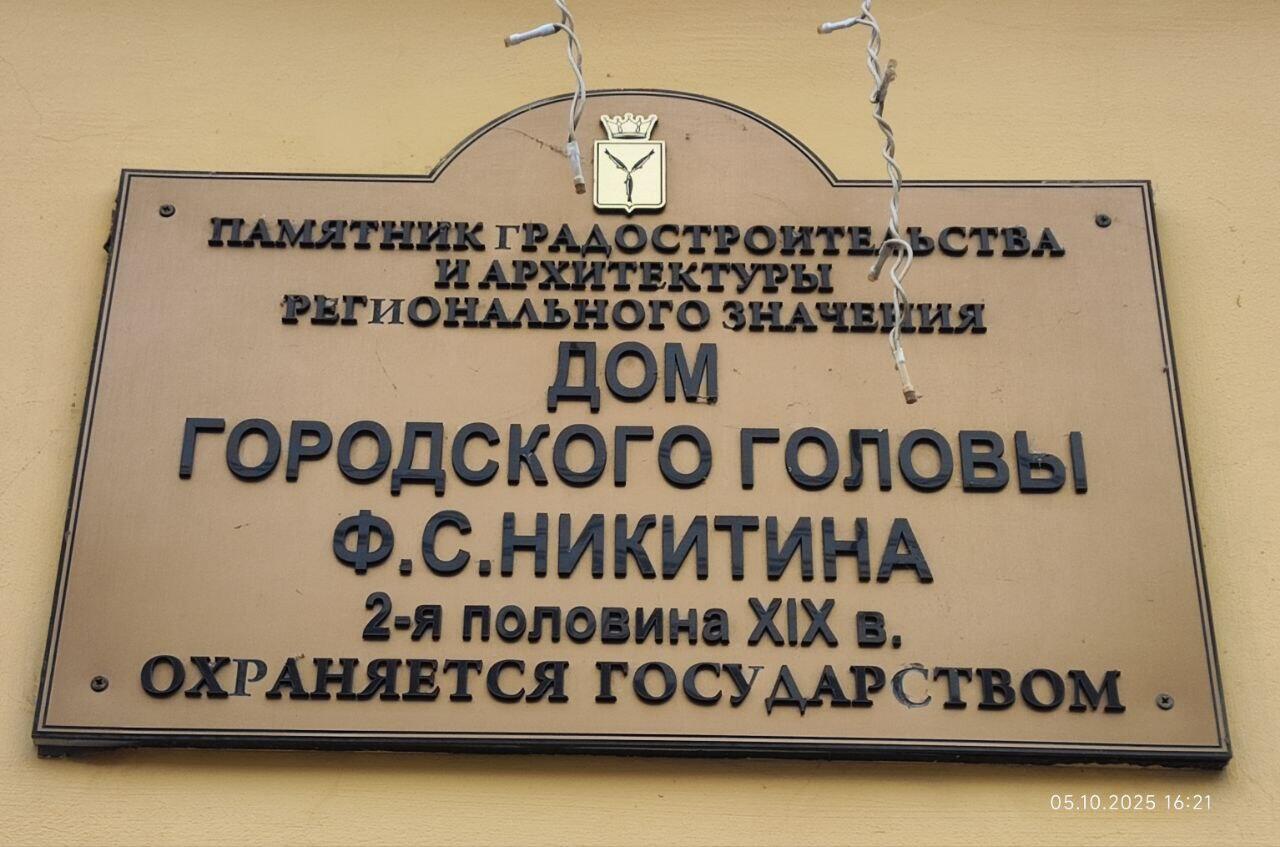 ПАМЯТНИК ГРАДОСТРОИТЕЛЬСТВА
И АРХИТЕКТУРЫ
РЕГИОНАЛЬНОГО ЗНАЧЕНИЯ
ДОМ
ГОРОДСКОГО ГОЛОВЫ
Ф.С.НИКИТИНА
2-я половина XIX в.
ОХРАНЯЕТСЯ ГОСУДАРСТВОМ
05.10.2025 16:21